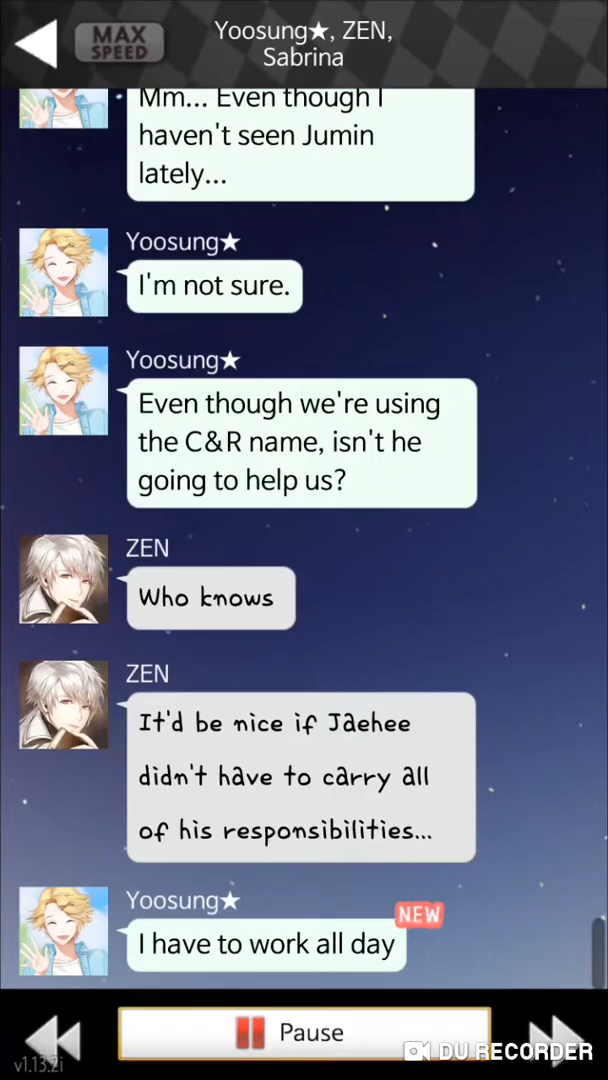 MAX
SPEED
Yoosung★, ZEN,
Sabrina
Mm... Even though I
haven't seen Jumin
lately...
Yoosung★
I'm not sure.
Yoosung★
Even though we're using
the C&R name, isn't he
going to help us?
ZEN
Who knows
ZEN
It'd be nice if Jaehee
didn't have to carry all
of his responsibilities...
Yoosung★
NEW
I have to work all day
Pause
v1.13.2i
DU RECORDER